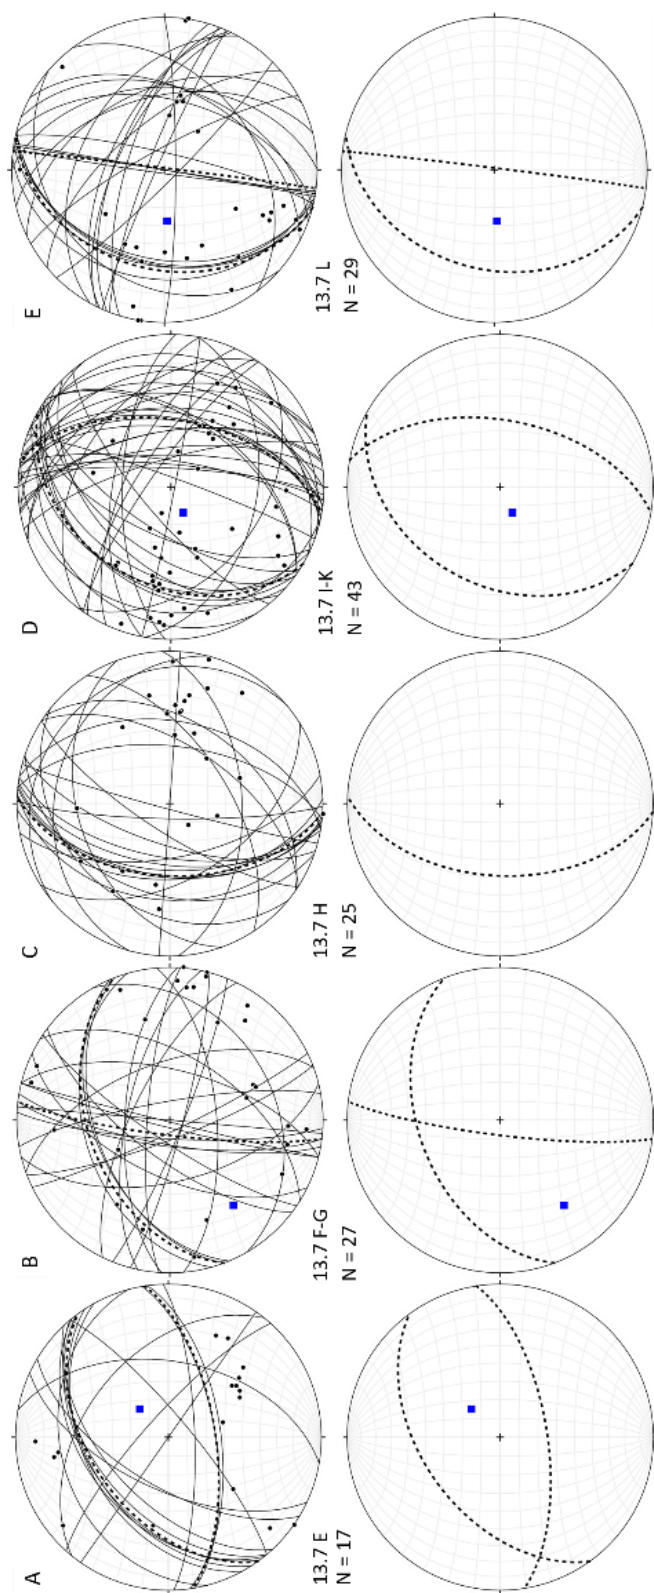 A
13.7 E
N = 17
B
13.7 F-G
N = 27
C
13.7 H
N = 25
D
13.7 I-K
N = 43
E
13.7 L
N = 29